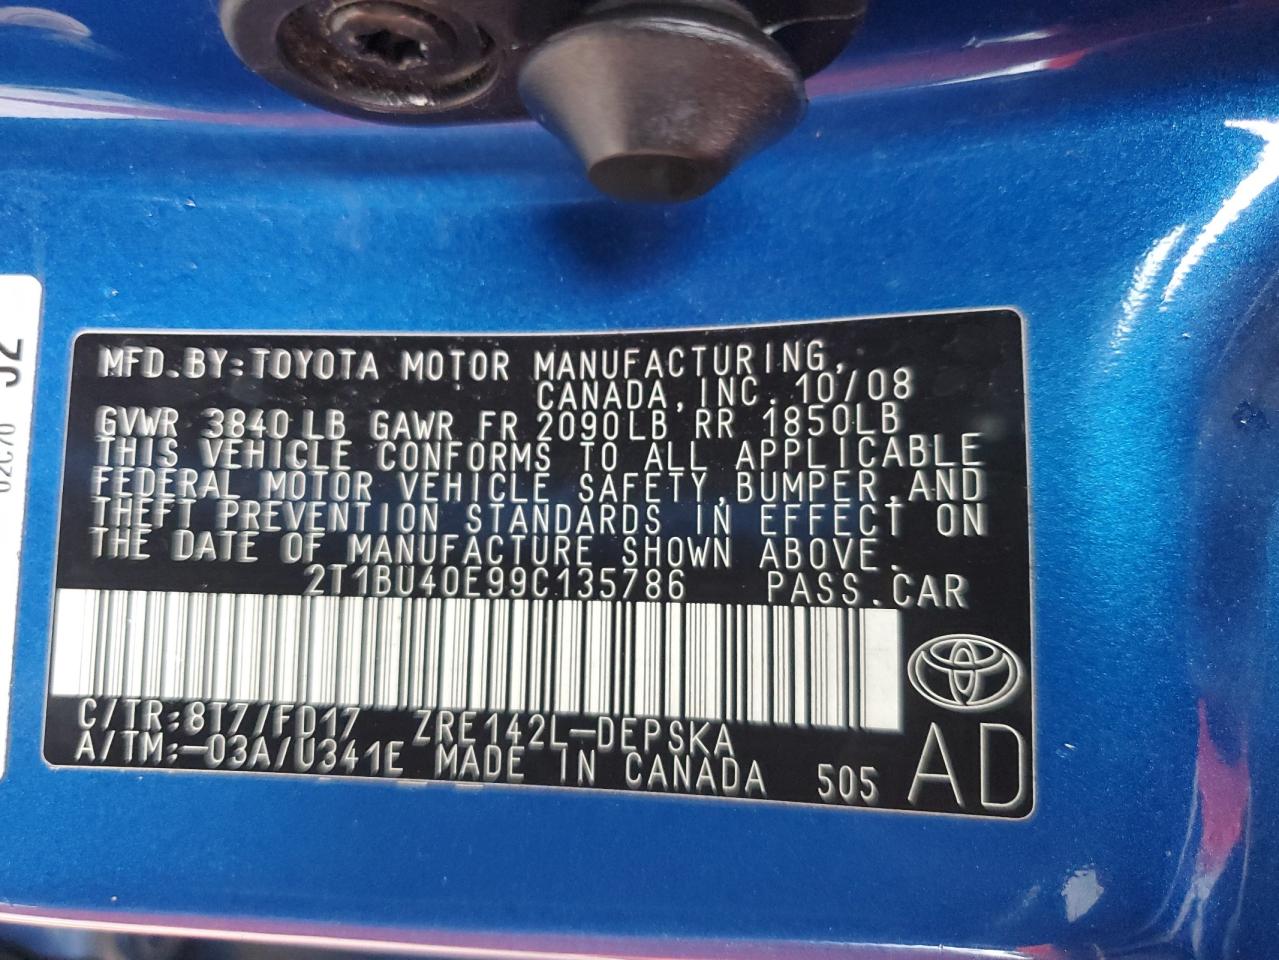 MFD.BY:TOYOTA MOTOR MANUFACTURING,
CANADA,INC. 10/08
GVWR 3840LB GAWR FR 2090LB RR 1850LB
THIS VEHICLE CONFORMS TO ALL APPLICABLE
FEDERAL MOTOR VEHICLE SAFETY,BUMPER,AND
THEFT PREVENTION STANDARDS IN EFFECT ON
THE DATE OF MANUFACTURE SHOWN ABOVE.
2T1BU40E99C135786 PASS.CAR
C/TR:8T7/FD17 ZRE142L-DEPSKA
A/TM:-03A/U341E MADE IN CANADA 505
AD